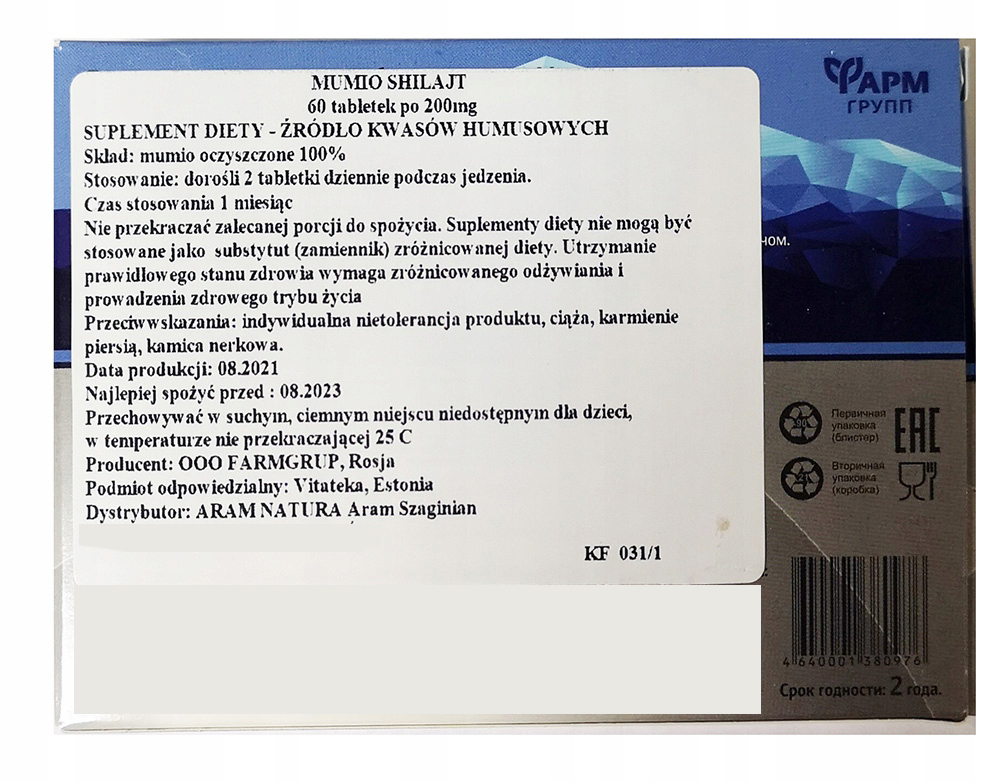 MUMIO SHILAJT
60 tabletek po 200mg
SUPLEMENT DIETY - ŹRÓDŁO KWASÓW HUMUSOWYCH
Skład: mumio oczyszczone 100%
Stosowanie: dorośli 2 tabletki dziennie podczas jedzenia.
Czas stosowania 1 miesiąc
Nie przekraczać zalecanej porcji do spożycia. Suplementy diety nie mogą być
stosowane jako substytut (zamiennik) zróżnicowanej diety. Utrzymanie
prawidłowego stanu zdrowia wymaga zróżnicowanego odżywiania i
prowadzenia zdrowego trybu życia
Przeciwwskazania: indywidualna nietolerancja produktu, ciąża, karmienie
piersią, kamica nerkowa.
Data produkcji: 08.2021
Najlepiej spożyć przed : 08.2023
Przechowywać w suchym, ciemnym miejscu niedostępnym dla dzieci,
w temperaturze nie przekraczającej 25 C
Producent: OOO FARMGRUP, Rosja
Podmiot odpowiedzialny: Vitateka, Estonia
Dystrybutor: ARAM NATURA Aram Szaginian
KF 031/1
ФАРМ
ГРУПП
ном.
90
Первичная
упаковка
(блистер)
EAC
Вторичная
упаковка
(коробка)
4 640001 380976
Срок годности: 2 года.